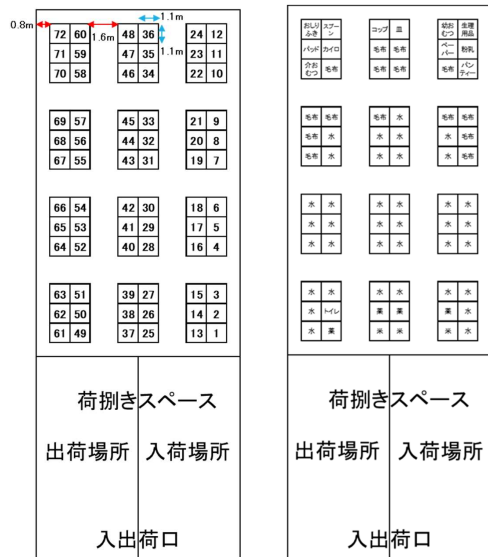 0.8m
1.6m
1.1m
1.1m
72 60 48 36 24 12
71 59 47 35 23 11
70 58 46 34 22 10
69 57 45 33 21 9
68 56 44 32 20 8
67 55 43 31 19 7
66 54 42 30 18 6
65 53 41 29 17 5
64 52 40 28 16 4
63 51 39 27 15 3
62 50 38 26 14 2
61 49 37 25 13 1
荷捌きスペース
出荷場所 入荷場所
入出荷口
おしりふき スプーン コップ 皿 幼おむつ 生理用品
パッド カイロ 毛布 毛布 ペーパー 粉乳
介おむつ 毛布 毛布 毛布 毛布 パンティー
毛布 毛布 毛布 水 毛布 毛布
毛布 水 水 水 毛布 水
毛布 水 水 水 毛布 水
水 水 水 水 水 水
水 水 水 水 水 水
水 水 水 水 水 水
水 水 水 水 水 水
水 トイレ 薬 薬 薬 水
水 薬 米 米 米 水
荷捌きスペース
出荷場所 入荷場所
入出荷口